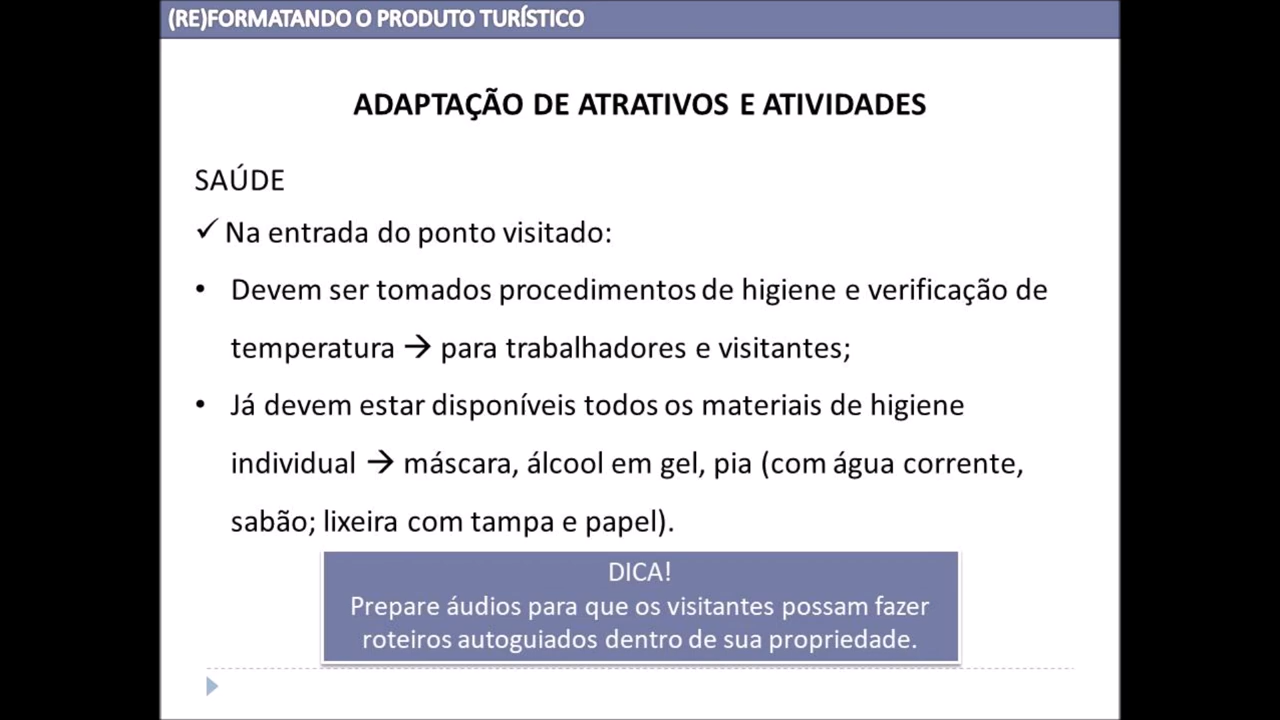 (RE)FORMATANDO O PRODUTO TURÍSTICO
ADAPTAÇÃO DE ATRATIVOS E ATIVIDADES
SAÚDE
✓ Na entrada do ponto visitado:
• Devem ser tomados procedimentos de higiene e verificação de
temperatura → para trabalhadores e visitantes;
• Já devem estar disponíveis todos os materiais de higiene
individual → máscara, álcool em gel, pia (com água corrente,
sabão; lixeira com tampa e papel).
DICA!
Prepare áudios para que os visitantes possam fazer
roteiros autoguiados dentro de sua propriedade.